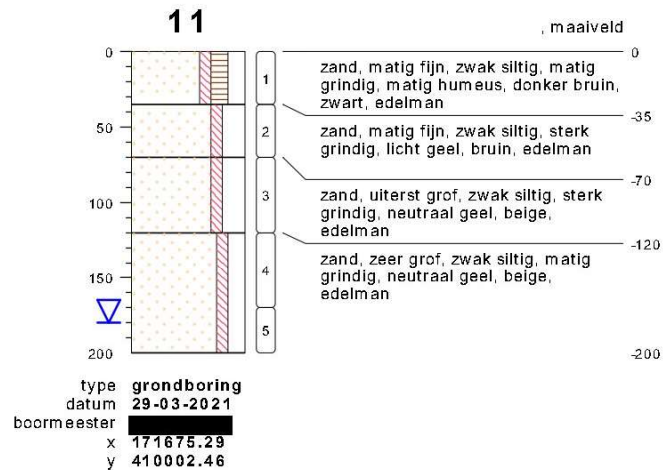 11
, maaiveld
0
0
1
zand, matig fijn, zwak siltig, matig
grindig, matig humeus, donker bruin,
zwart, edelman
-35
50
2
zand, matig fijn, zwak siltig, sterk
grindig, licht geel, bruin, edelman
-70
100
3
zand, uiterst grof, zwak siltig, sterk
grindig, neutraal geel, beige,
edelman
-120
150
4
zand, zeer grof, zwak siltig, matig
grindig, neutraal geel, beige,
edelman
5
200
-200
type grondboring
datum 29-03-2021
boormeester
x 171675.29
y 410002.46